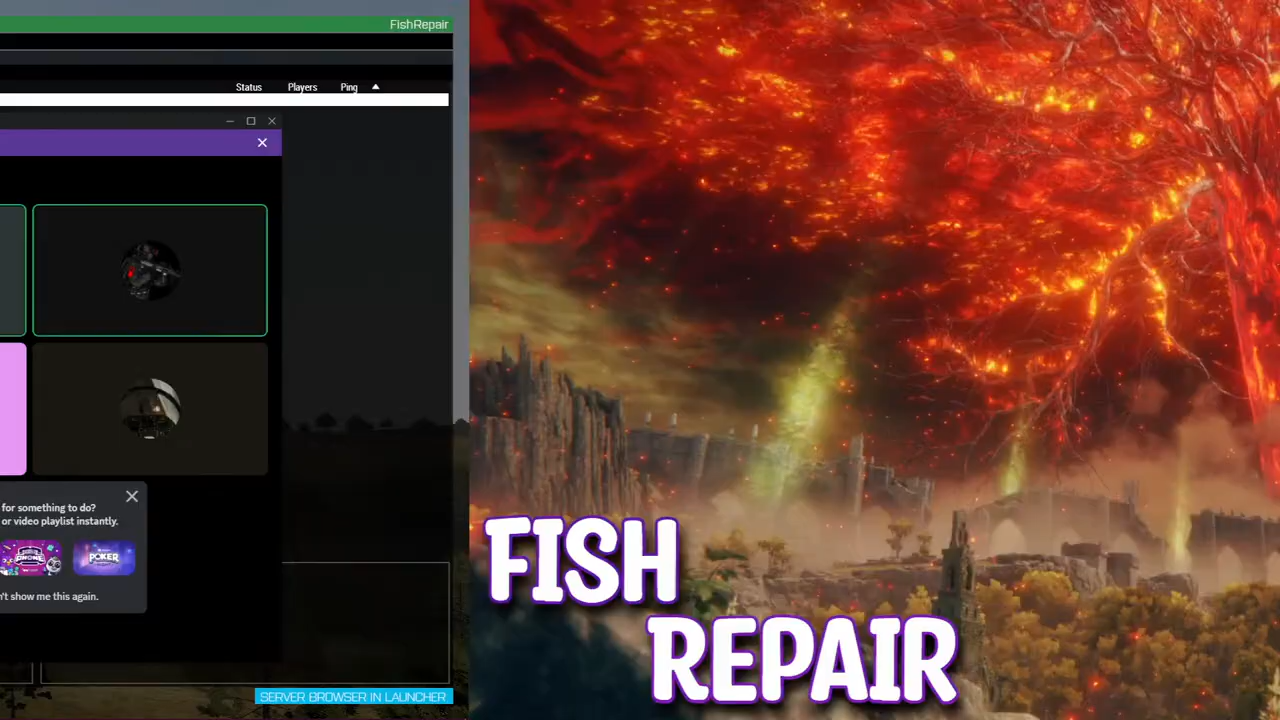 FishRepair
Status Players Ping
for something to do?
or video playlist instantly.
POKER
't show me this again.
SERVER BROWSER IN LAUNCHER
FISH
REPAIR